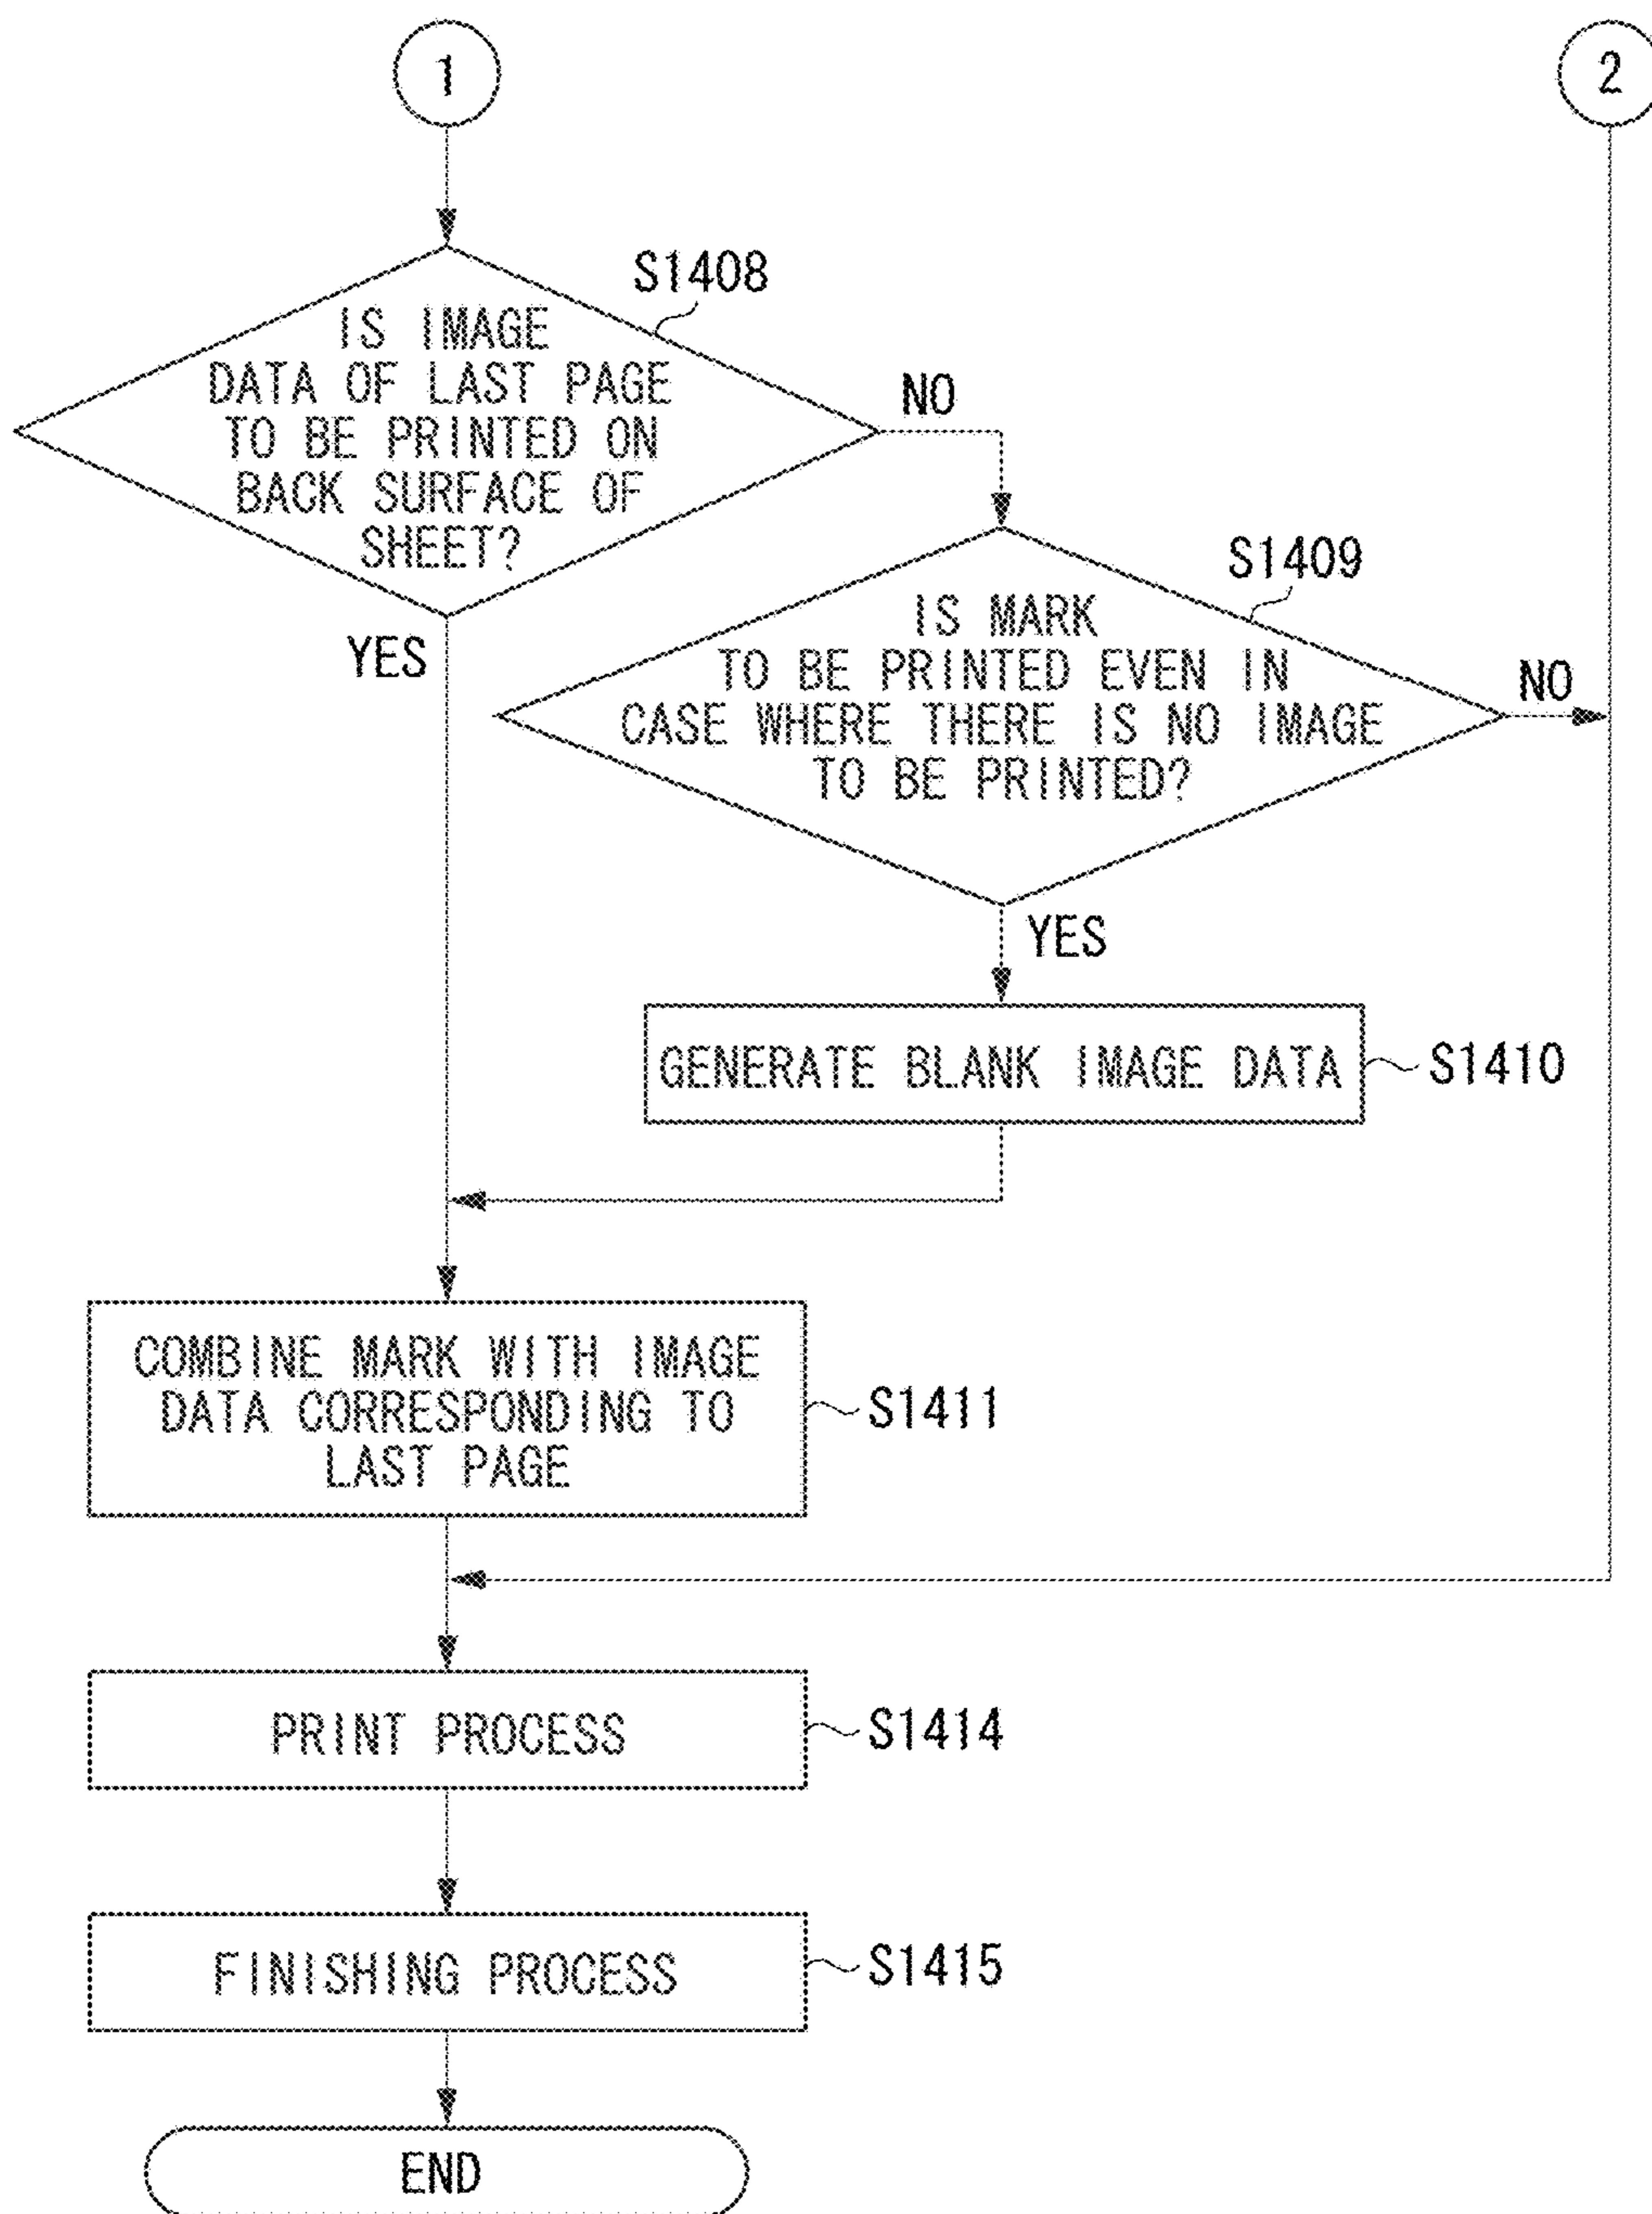 1
2
S1408
IS IMAGE
DATA OF LAST PAGE
TO BE PRINTED ON
BACK SURFACE OF
SHEET?
NO
YES
S1409
IS MARK
TO BE PRINTED EVEN IN
CASE WHERE THERE IS NO IMAGE
TO BE PRINTED?
NO
YES
GENERATE BLANK IMAGE DATA
S1410
COMBINE MARK WITH IMAGE
DATA CORRESPONDING TO
LAST PAGE
S1411
PRINT PROCESS
S1414
FINISHING PROCESS
S1415
END